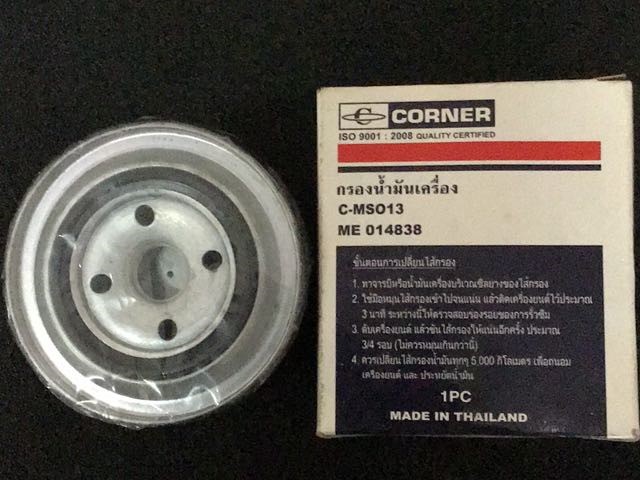 C CORNER
ISO 9001 : 2008 QUALITY CERTIFIED
กรองน้ำมันเครื่อง
C-MSO13
ME 014838
ขั้นตอนการเปลี่ยนไส้กรอง
1. ทาจารบีหรือน้ำมันเครื่องบริเวณซีลยางของไส้กรอง
2. ใช้มือหมุนไส้กรองเข้าไปจนแน่น แล้วติดเครื่องยนต์ไว้ประมาณ
3 นาที ระหว่างนี้ให้ตรวจสอบรองรอยของการรั่วซึม
3. ดับเครื่องยนต์ แล้วขันไส้กรองให้แน่นอีกครั้ง ประมาณ
3/4 รอบ (ไม่ควรหมุนเกินกว่านี้)
4. ควรเปลี่ยนไส้กรองน้ำมันทุกๆ 5,000 กิโลเมตร เพื่อถนอม
เครื่องยนต์ และ ประหยัดน้ำมัน
1PC
MADE IN THAILAND